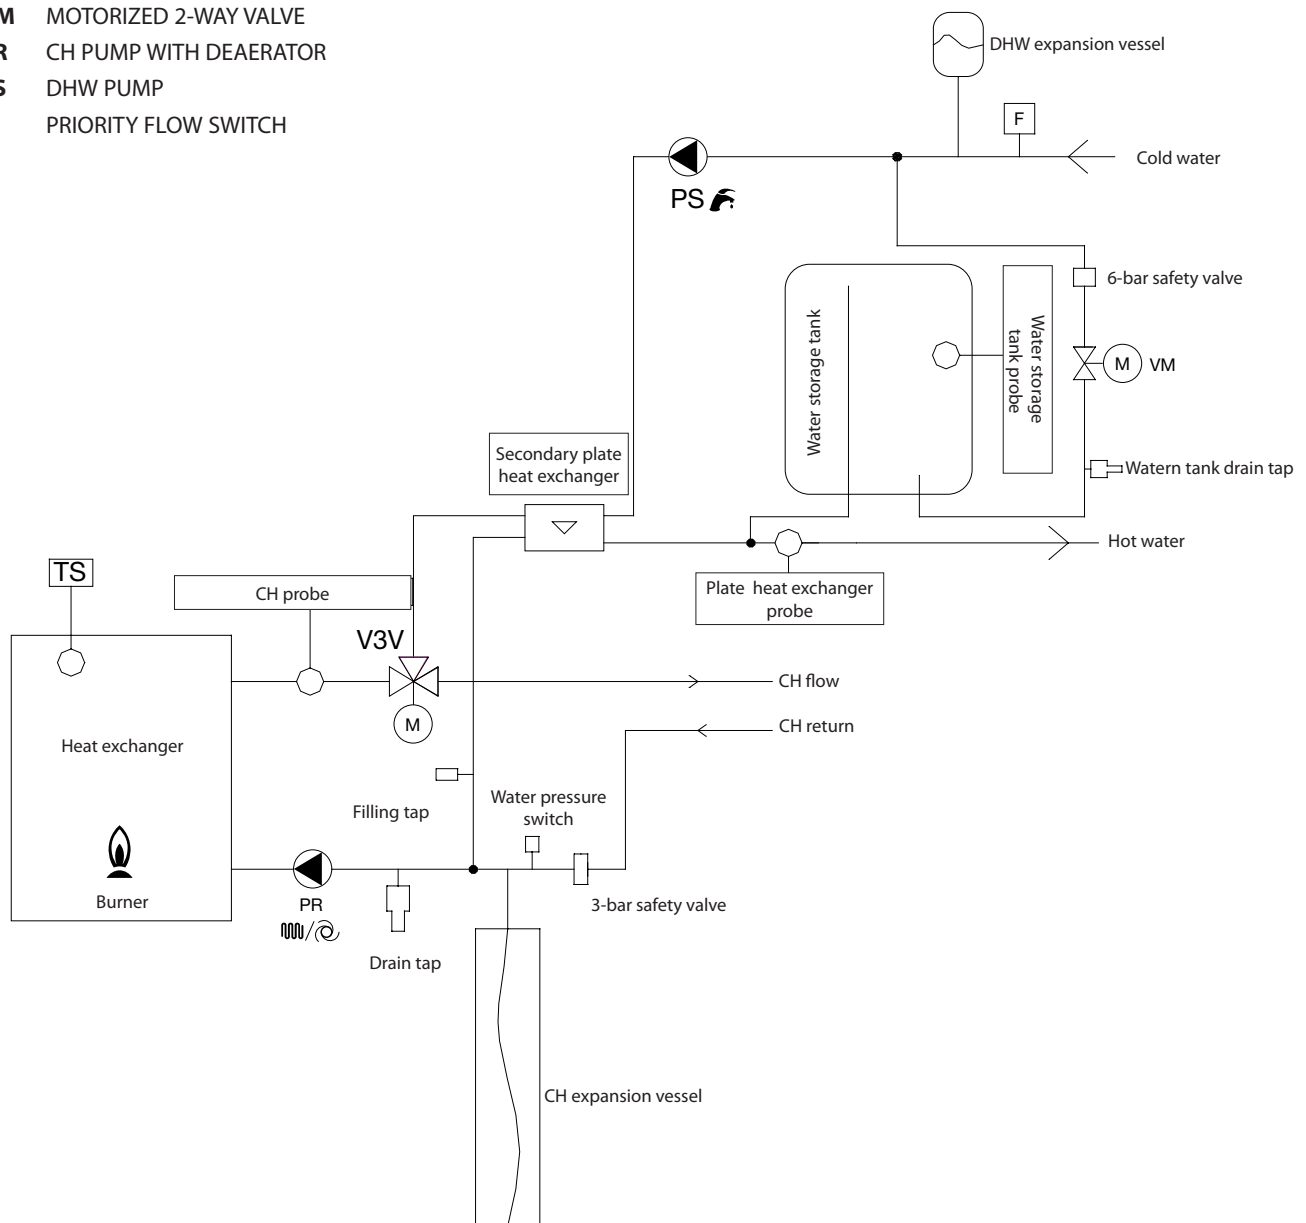 M MOTORIZED 2-WAY VALVE
R CH PUMP WITH DEAERATOR
S DHW PUMP
PRIORITY FLOW SWITCH
DHW expansion vessel
F
Cold water
PS
6-bar safety valve
Water storage tank
Water storage
tank probe
M VM
Secondary plate
heat exchanger
Watern tank drain tap
Hot water
TS
CH probe
Plate heat exchanger
probe
V3V
CH flow
M
CH return
Heat exchanger
Water pressure
switch
Filling tap
Burner
PR
3-bar safety valve
Drain tap
CH expansion vessel